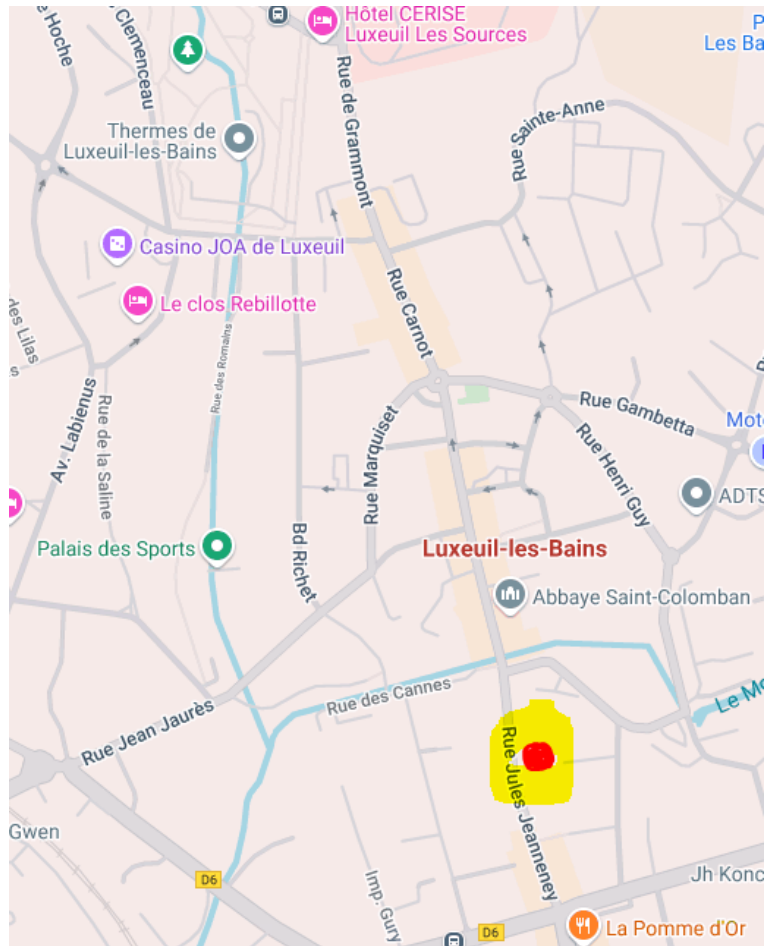 Hôtel CERISE
Luxeuil Les Sources
P
Les Ba
Hoche
Clemenceau
Thermes de
Luxeuil-les-Bains
Rue de Grammont
Rue Sainte-Anne
Casino JOA de Luxeuil
Le clos Rebillotte
des Lilas
s
Rue des Romains
Rue Carnot
Av. Labienus
Rue de la Saline
Rue Marquiset
Rue Gambetta
Moto
Rue Henri Guy
ADTS
Palais des Sports
Bd Richet
Luxeuil-les-Bains
Abbaye Saint-Colomban
Rue des Cannes
Le Mo
Rue Jean Jaurès
Rue Jules Jeanneney
Gwen
D6
Imp. Gury
Jh Konc
D6
La Pomme d'Or